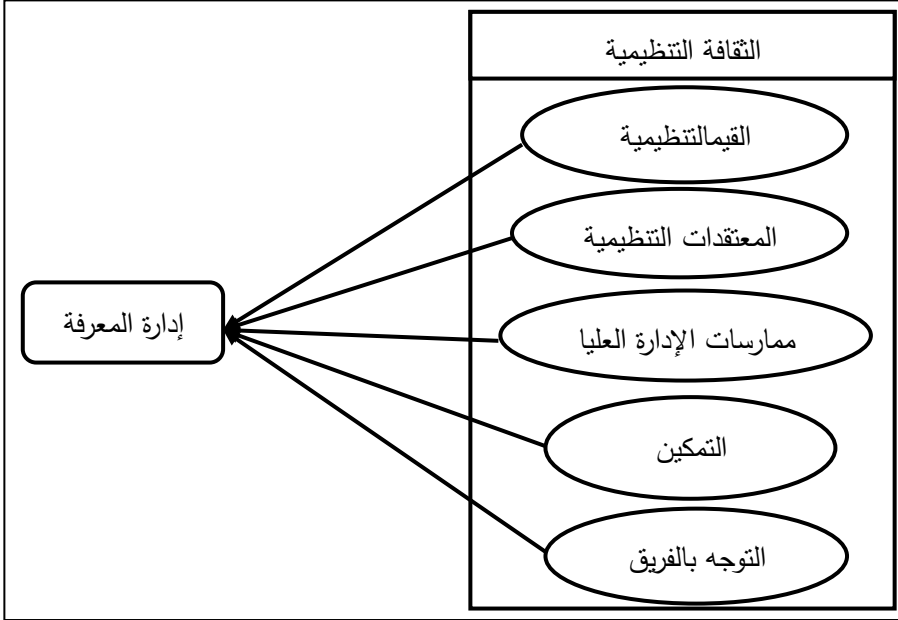 الثقافة التنظيمية
القيمالتنظيمية
المعتقدات التنظيمية
ممارسات الإدارة العليا
التمكين
التوجه بالفريق
إدارة المعرفة